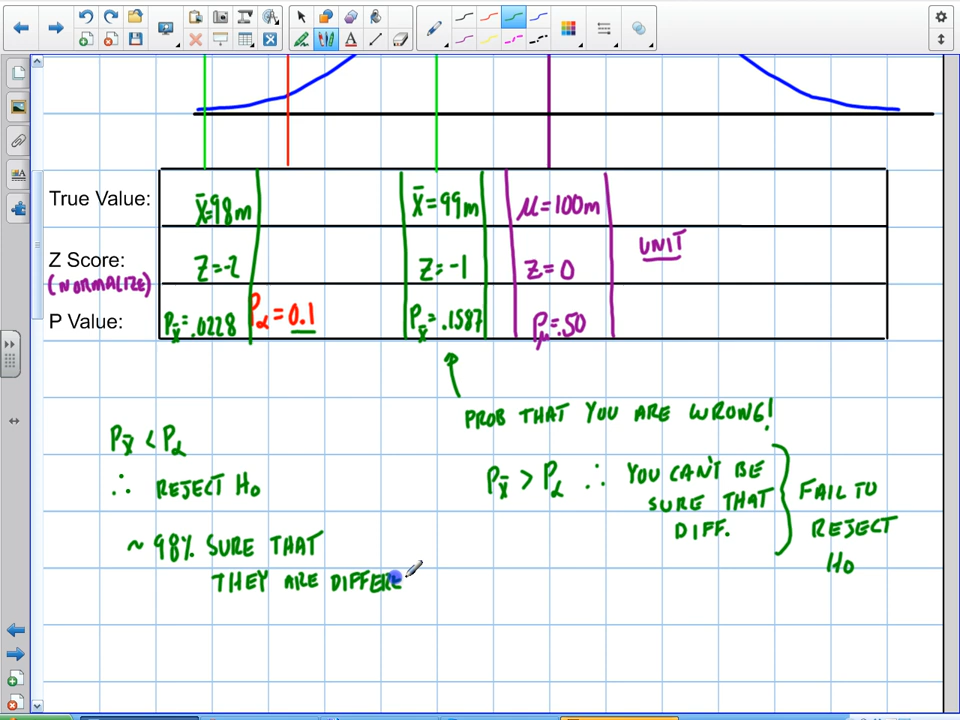 True Value: x̄=98m x̄=99m μ=100m
Z Score: Z=-2 Z=-1 Z=0 UNIT
(NORMALIZE)
P Value: Px̄=.0228 Pα=0.1 Px̄=.1587 Pμ=.50
PROB THAT YOU ARE WRONG!
Px̄ < Pα
∴ REJECT Ho
~98% SURE THAT
THEY ARE DIFFERE
Px̄ > Pα ∴ YOU CAN'T BE
SURE THAT
DIFF.
FAIL TO
REJECT
Ho